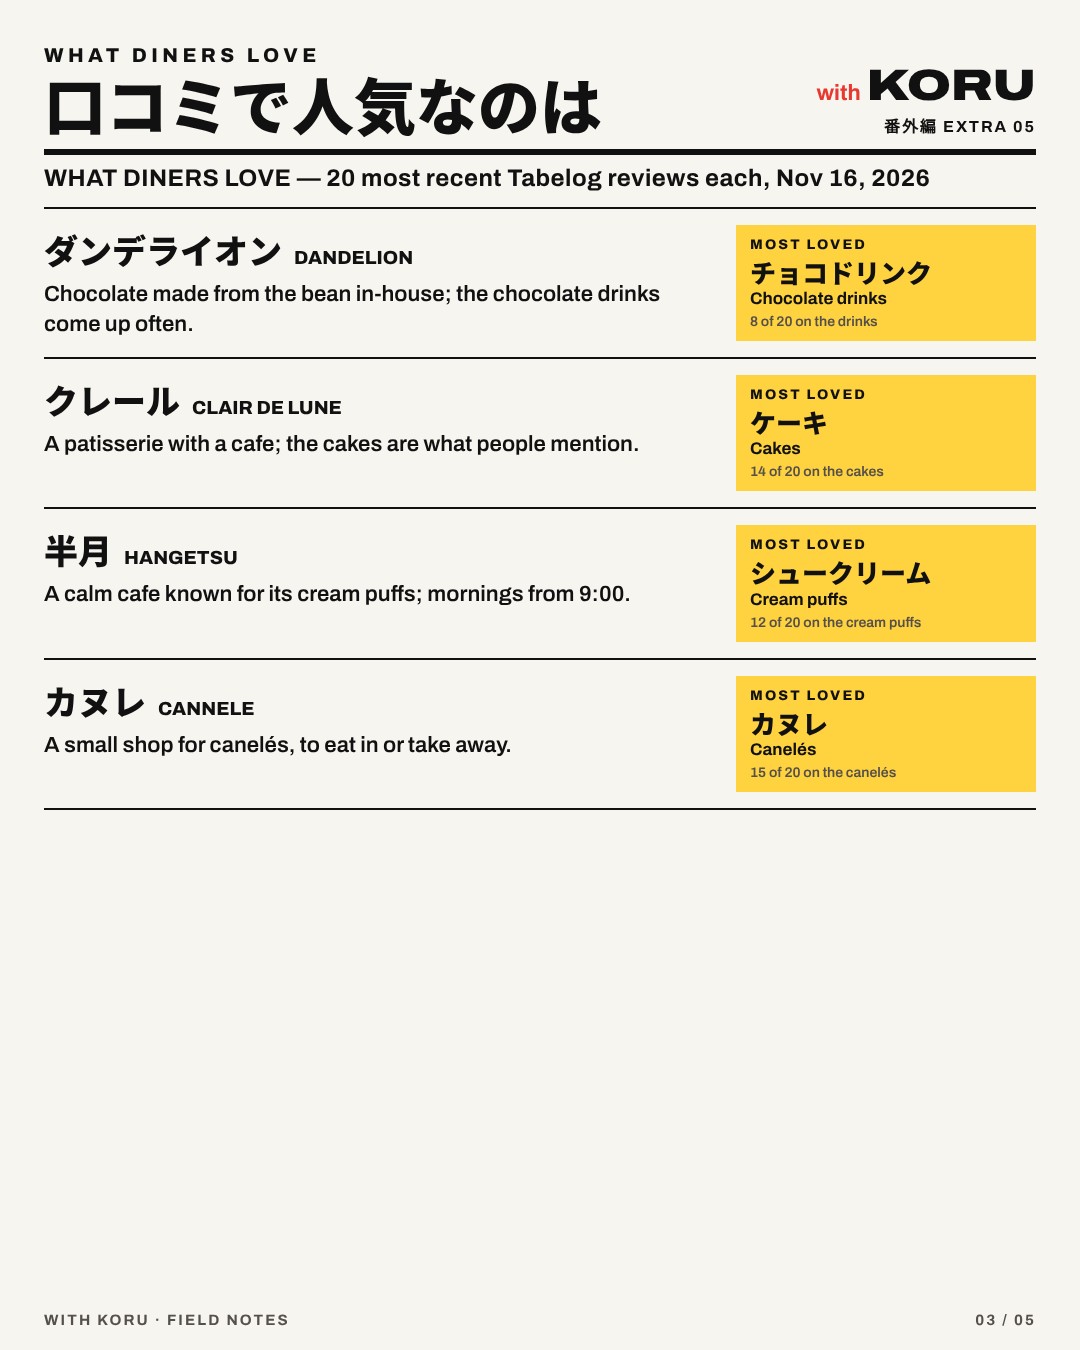 WHAT DINERS LOVE
口コミで人気なのは
with KORU
番外編 EXTRA 05
WHAT DINERS LOVE — 20 most recent Tabelog reviews each, Nov 16, 2026
ダンデライオン DANDELION
Chocolate made from the bean in-house; the chocolate drinks
come up often.
MOST LOVED
チョコドリンク
Chocolate drinks
8 of 20 on the drinks
クレール CLAIR DE LUNE
A patisserie with a cafe; the cakes are what people mention.
MOST LOVED
ケーキ
Cakes
14 of 20 on the cakes
半月 HANGETSU
A calm cafe known for its cream puffs; mornings from 9:00.
MOST LOVED
シュークリーム
Cream puffs
12 of 20 on the cream puffs
カヌレ CANNELE
A small shop for canelés, to eat in or take away.
MOST LOVED
カヌレ
Canelés
15 of 20 on the canelés
WITH KORU · FIELD NOTES
03 / 05